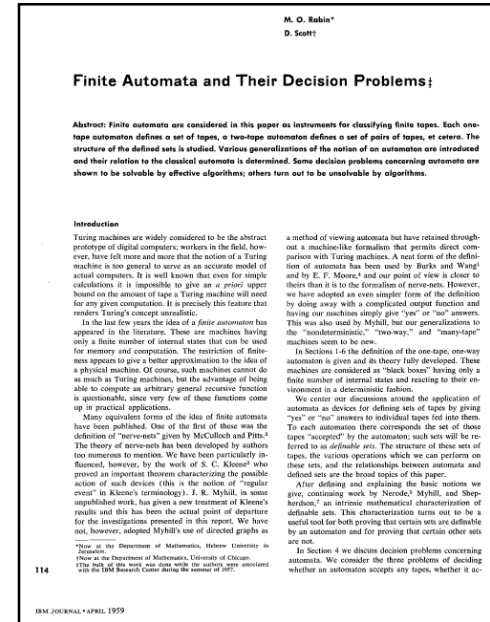 M. O. Rabin*
D. Scott†
Finite Automata and Their Decision Problems‡
Abstract: Finite automata are considered in this paper as instruments for classifying finite tapes. Each one-
tape automaton defines a set of tapes, a two-tape automaton defines a set of pairs of tapes, et cetera. The
structure of the defined sets is studied. Various generalizations of the notion of an automaton are introduced
and their relation to the classical automata is determined. Some decision problems concerning automata are
shown to be solvable by effective algorithms; others turn out to be unsolvable by algorithms.
Introduction
Turing machines are widely considered to be the abstract
prototype of digital computers; workers in the field, how-
ever, have felt more and more that the notion of a Turing
machine is too general to serve as an accurate model of
actual computers. It is well known that even for simple
calculations it is impossible to give an a priori upper
bound on the amount of tape a Turing machine will need
for any given computation. It is precisely this feature that
renders Turing's concept unrealistic.
In the last few years the idea of a finite automaton has
appeared in the literature. These are machines having
only a finite number of internal states that can be used
for memory and computation. The restriction of finite-
ness appears to give a better approximation to the idea of
a physical machine. Of course, such machines cannot do
as much as Turing machines, but the advantage of being
able to compute an arbitrary general recursive function
is questionable, since very few of these functions come
up in practical applications.
Many equivalent forms of the idea of finite automata
have been published. One of the first of these was the
definition of "nerve-nets" given by McCulloch and Pitts.³
The theory of nerve-nets has been developed by authors
too numerous to mention. We have been particularly in-
fluenced, however, by the work of S. C. Kleene² who
proved an important theorem characterizing the possible
action of such devices (this is the notion of "regular
event" in Kleene's terminology). J. R. Myhill, in some
unpublished work, has given a new treatment of Kleene's
results and this has been the actual point of departure
for the investigations presented in this report. We have
not, however, adopted Myhill's use of directed graphs as
*Now at the Department of Mathematics, Hebrew University in
Jerusalem.
†Now at the Department of Mathematics, University of Chicago.
‡The bulk of this work was done while the authors were associated
with the IBM Research Center during the summer of 1957.
114
a method of viewing automata but have retained through-
out a machine-like formalism that permits direct com-
parison with Turing machines. A neat form of the defini-
tion of automata has been used by Burks and Wang¹
and by E. F. Moore,⁴ and our point of view is closer to
theirs than it is to the formalism of nerve-nets. However,
we have adopted an even simpler form of the definition
by doing away with a complicated output function and
having our machines simply give "yes" or "no" answers.
This was also used by Myhill, but our generalizations to
the "nondeterministic," "two-way," and "many-tape"
machines seem to be new.
In Sections 1-6 the definition of the one-tape, one-way
automaton is given and its theory fully developed. These
machines are considered as "black boxes" having only a
finite number of internal states and reacting to their en-
vironment in a deterministic fashion.
We center our discussions around the application of
automata as devices for defining sets of tapes by giving
"yes" or "no" answers to individual tapes fed into them.
To each automaton there corresponds the set of those
tapes "accepted" by the automaton; such sets will be re-
ferred to as definable sets. The structure of these sets of
tapes, the various operations which we can perform on
these sets, and the relationships between automata and
defined sets are the broad topics of this paper.
After defining and explaining the basic notions we
give, continuing work by Nerode,⁵ Myhill, and Shep-
herdson,⁷ an intrinsic mathematical characterization of
definable sets. This characterization turns out to be a
useful tool for both proving that certain sets are definable
by an automaton and for proving that certain other sets
are not.
In Section 4 we discuss decision problems concerning
automata. We consider the three problems of deciding
whether an automaton accepts any tapes, whether it ac-
IBM JOURNAL • APRIL 1959